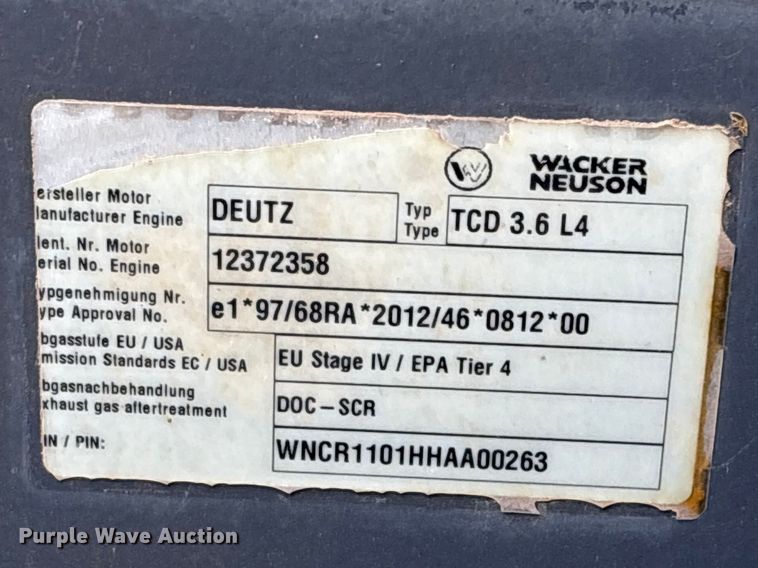 WACKER
NEUSON
ersteller Motor
anufacturer Engine
DEUTZ
Typ
Type
TCD 3.6 L4
lent. Nr. Motor
erial No. Engine
12372358
ypgenehmigung Nr.
ype Approval No.
e1*97/68RA*2012/46*0812*00
bgasstufe EU / USA
mission Standards EC / USA
EU Stage IV / EPA Tier 4
bgasnachbehandlung
xhaust gas aftertreatment
DOC-SCR
IN / PIN:
WNCR1101HHAA00263
Purple Wave Auction